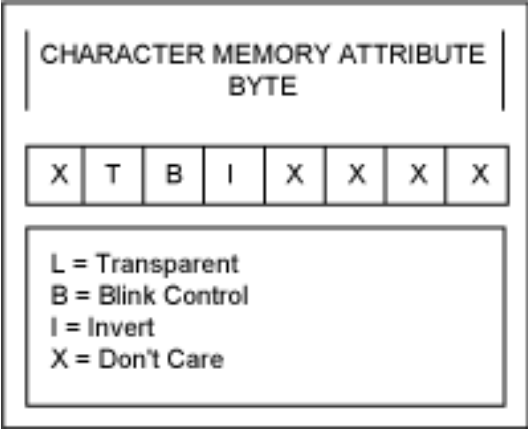 CHARACTER MEMORY ATTRIBUTE
BYTE
X T B I X X X X
L = Transparent
B = Blink Control
I = Invert
X = Don't Care